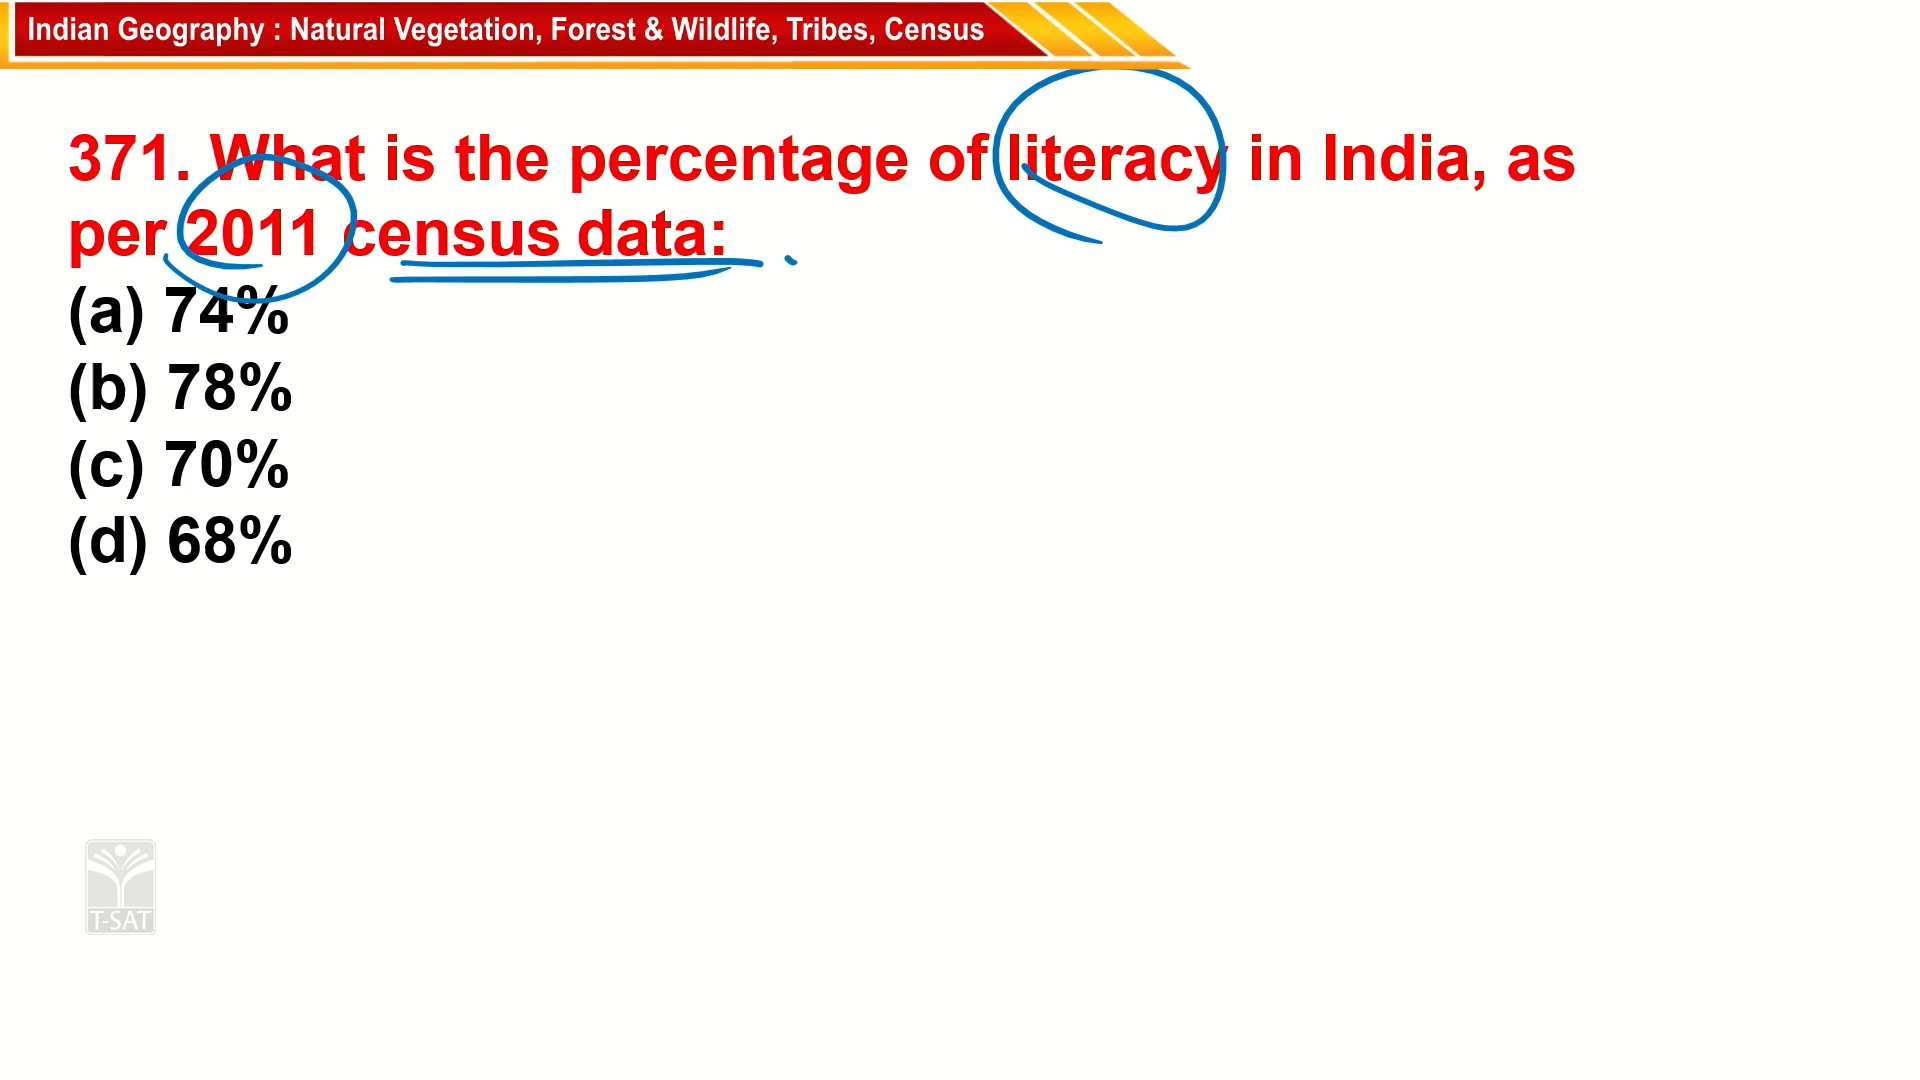 Indian Geography : Natural Vegetation, Forest & Wildlife, Tribes, Census
371. What is the percentage of literacy in India, as
per 2011 census data:
(a) 74%
(b) 78%
(c) 70%
(d) 68%
T-SAT